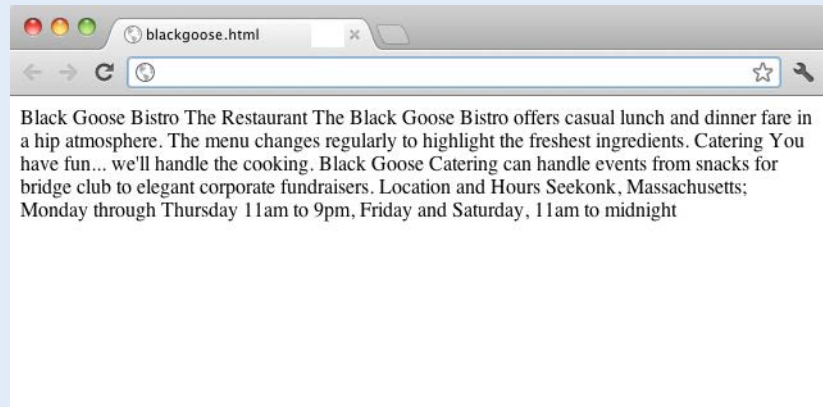 blackgoose.html
Black Goose Bistro The Restaurant The Black Goose Bistro offers casual lunch and dinner fare in
a hip atmosphere. The menu changes regularly to highlight the freshest ingredients. Catering You
have fun... we'll handle the cooking. Black Goose Catering can handle events from snacks for
bridge club to elegant corporate fundraisers. Location and Hours Seekonk, Massachusetts;
Monday through Thursday 11am to 9pm, Friday and Saturday, 11am to midnight